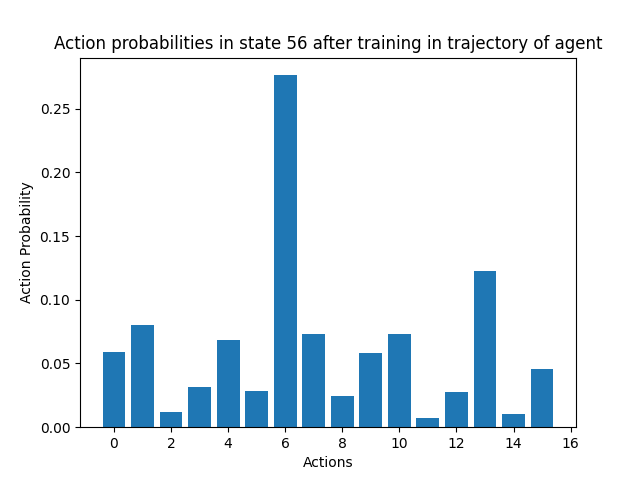 Action probabilities in state 56 after training in trajectory of agent
0.25
0.20
0.15
0.10
0.05
0.00
Action Probability
0 2 4 6 8 10 12 14 16
Actions